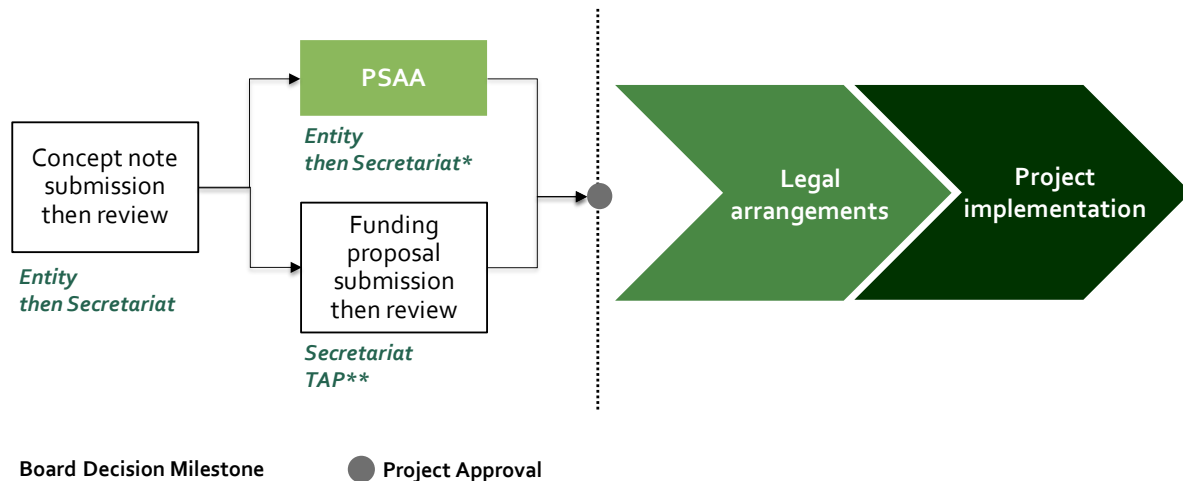 PSAA
Entity
then Secretariat*
Concept note
submission
then review
Entity
then Secretariat
Funding
proposal
submission
then review
Secretariat
TAP**
Legal
arrangements
Project
implementation
Board Decision Milestone
Project Approval